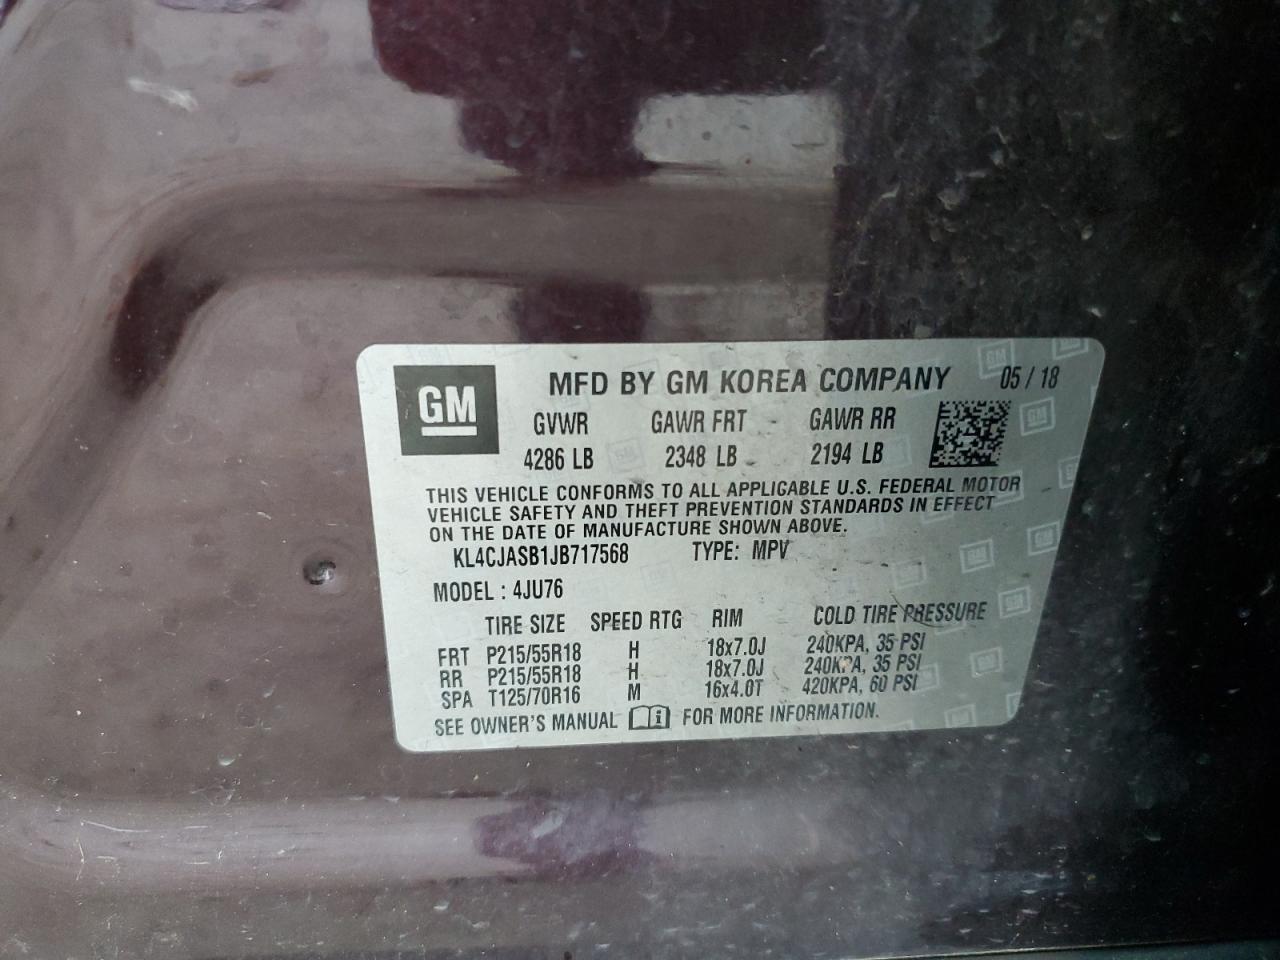 GM MFD BY GM KOREA COMPANY 05 / 18
GVWR GAWR FRT GAWR RR
4286 LB 2348 LB 2194 LB
THIS VEHICLE CONFORMS TO ALL APPLICABLE U.S. FEDERAL MOTOR
VEHICLE SAFETY AND THEFT PREVENTION STANDARDS IN EFFECT
ON THE DATE OF MANUFACTURE SHOWN ABOVE.
KL4CJASB1JB717568 TYPE: MPV
MODEL : 4JU76
TIRE SIZE SPEED RTG RIM COLD TIRE PRESSURE
FRT P215/55R18 H 18x7.0J 240KPA, 35 PSI
RR P215/55R18 H 18x7.0J 240KPA, 35 PSI
SPA T125/70R16 M 16x4.0T 420KPA, 60 PSI
SEE OWNER'S MANUAL i FOR MORE INFORMATION.